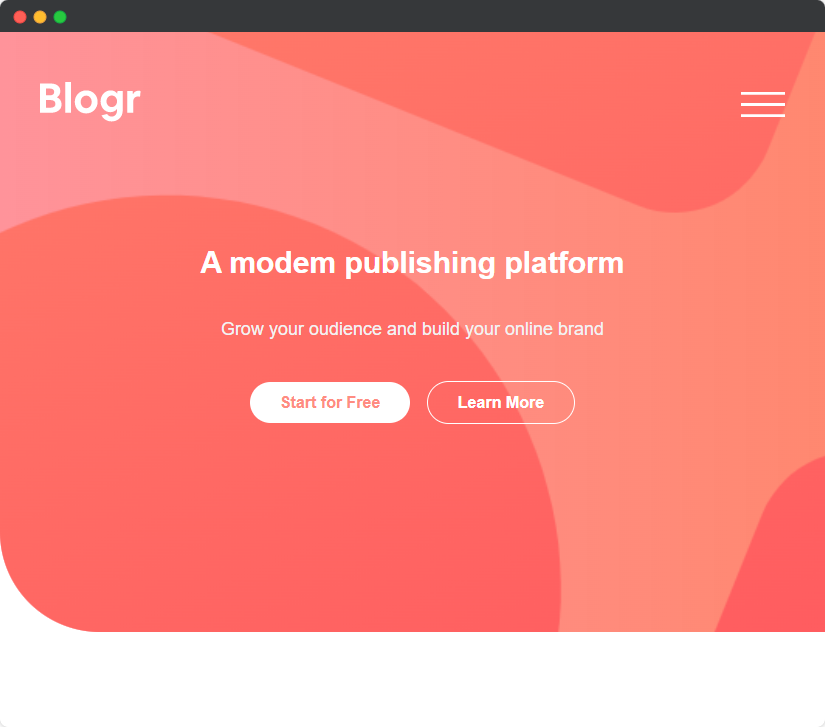 Blogr
A modem publishing platform
Grow your oudience and build your online brand
Start for Free
Learn More